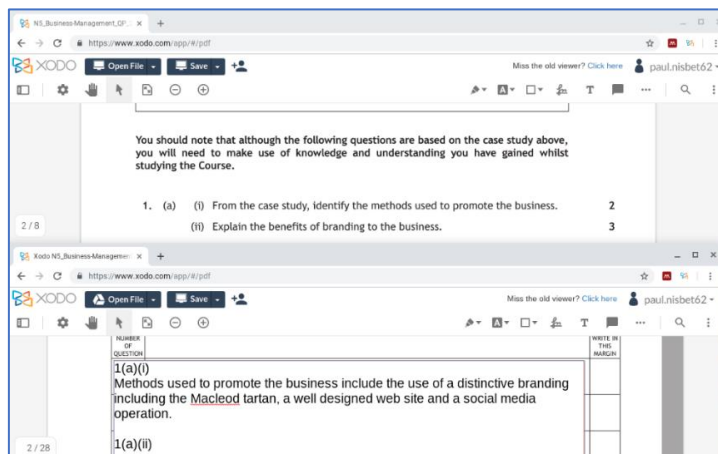 N5_Business-Management_QP_
https://www.xodo.com/app/#/pdf
XODO Open File Save Miss the old viewer? Click here paul.nisbet62
You should note that although the following questions are based on the case study above,
you will need to make use of knowledge and understanding you have gained whilst
studying the Course.
1. (a) (i) From the case study, identify the methods used to promote the business. 2
2/8
(ii) Explain the benefits of branding to the business. 3
Xodo N5_Business-Managemen
https://www.xodo.com/app/#/pdf
XODO Open File Save Miss the old viewer? Click here paul.nisbet62
NUMBER WRITE IN
OF THIS
QUESTION MARGIN
1(a)(i)
Methods used to promote the business include the use of a distinctive branding
including the Macleod tartan, a well designed web site and a social media
operation.
1(a)(ii)
2/28